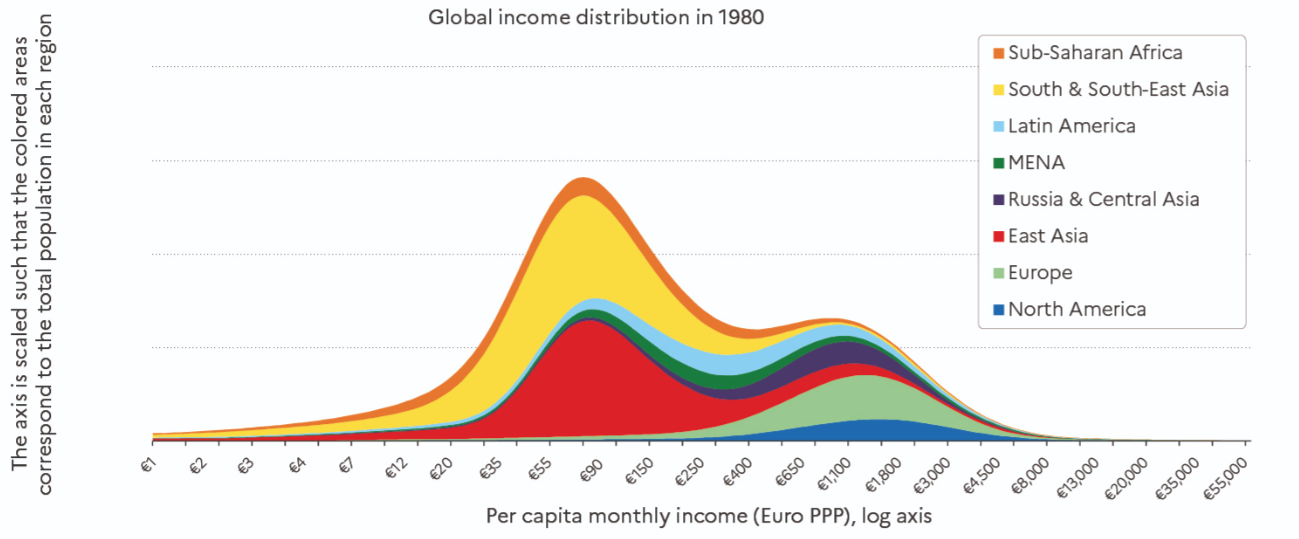 Global income distribution in 1980
The axis is scaled such that the colored areas
correspond to the total population in each region
Sub-Saharan Africa
South & South-East Asia
Latin America
MENA
Russia & Central Asia
East Asia
Europe
North America
€1
€2
€3
€4
€7
€12
€20
€35
€55
€90
€150
€250
€400
€650
€1,100
€1,800
€3,000
€4,500
€8,000
€13,000
€20,000
€35,000
€55,000
Per capita monthly income (Euro PPP), log axis